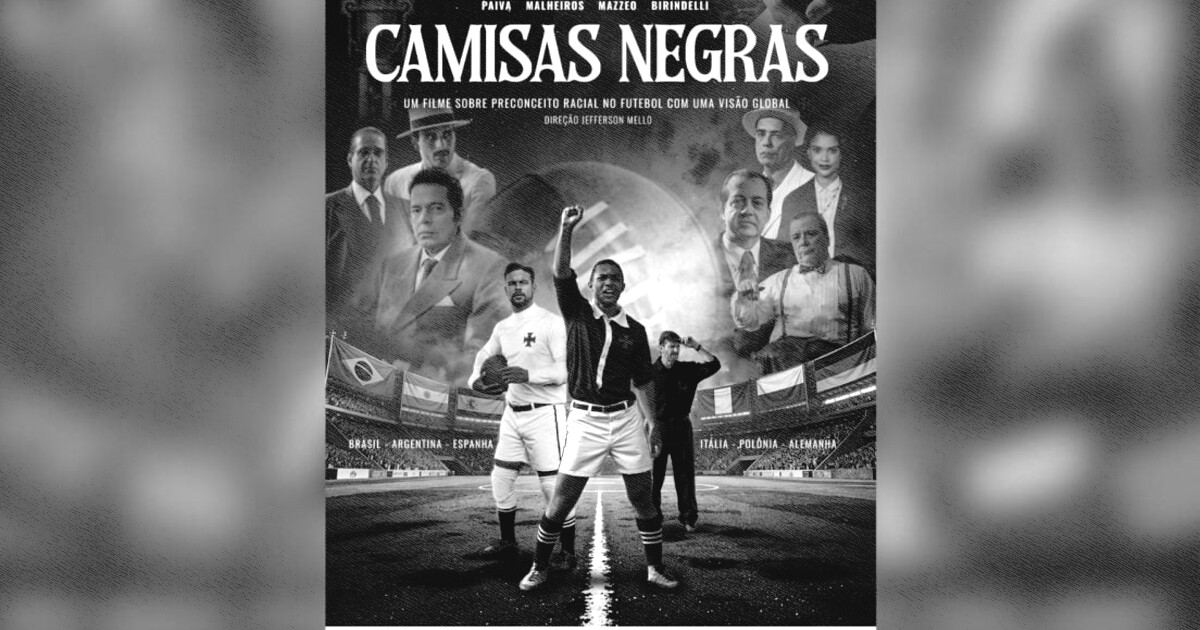 PAIVA MALHEIROS MAZZEO BIRINDELLI
CAMISAS NEGRAS
UM FILME SOBRE PRECONCEITO RACIAL NO FUTEBOL COM UMA VISÃO GLOBAL
DIREÇÃO JEFFERSON MELLO
BRASIL - ARGENTINA - ESPANHA
ITÁLIA - POLÔNIA - ALEMANHA